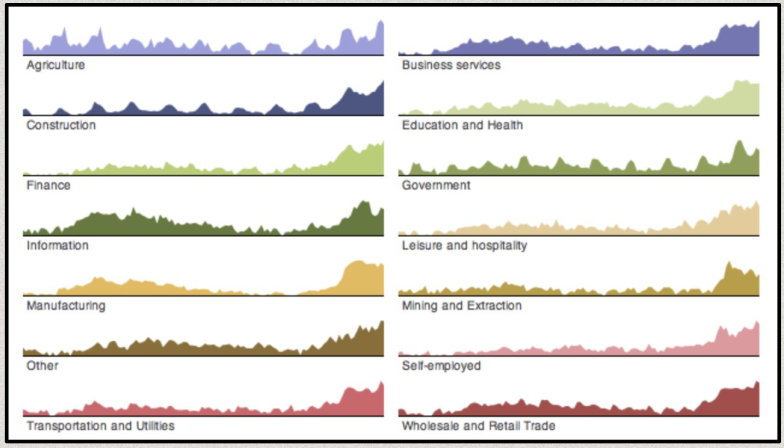 Agriculture
Business services
Construction
Education and Health
Finance
Government
Information
Leisure and hospitality
Manufacturing
Mining and Extraction
Other
Self-employed
Transportation and Utilities
Wholesale and Retail Trade